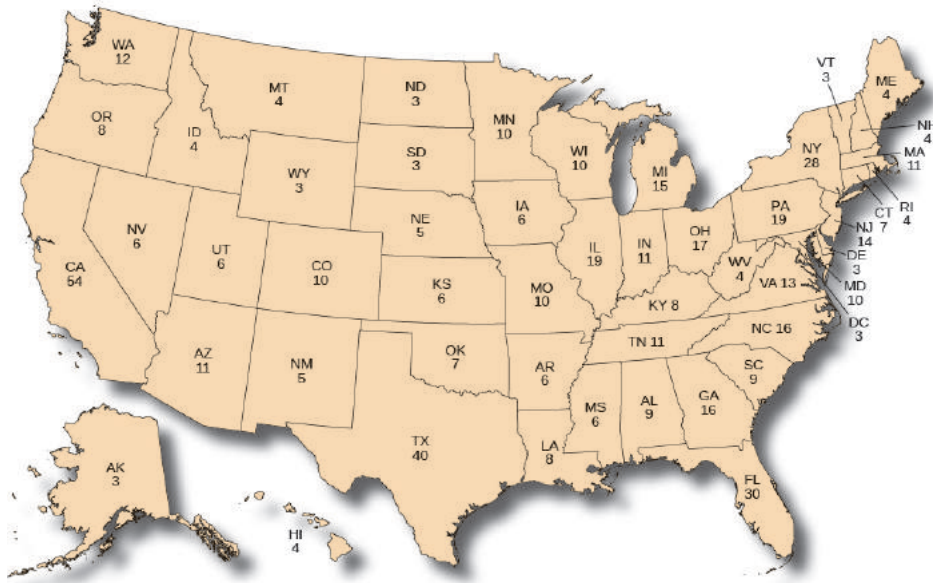 WA
12
OR
8
CA
54
NV
6
ID
4
MT
4
WY
3
UT
6
CO
10
AZ
11
NM
5
ND
3
SD
3
NE
5
KS
6
OK
7
TX
40
MN
10
IA
6
MO
10
AR
6
LA
8
WI
10
IL
19
MI
15
IN
11
OH
17
KY 8
TN 11
MS
6
AL
9
GA
16
FL
30
SC
9
NC 16
VA 13
WV
4
PA
19
NY
28
VT
3
ME
4
NH
4
MA
11
RI
4
CT
7
NJ
14
DE
3
MD
10
DC
3
AK
3
HI
4